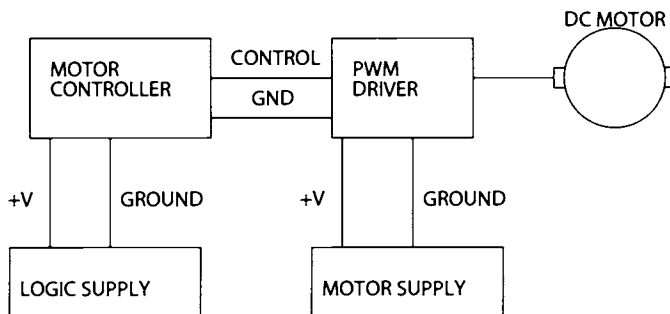 DC MOTOR
MOTOR
CONTROLLER
CONTROL
GND
PWM
DRIVER
+V
GROUND
+V
GROUND
LOGIC SUPPLY
MOTOR SUPPLY